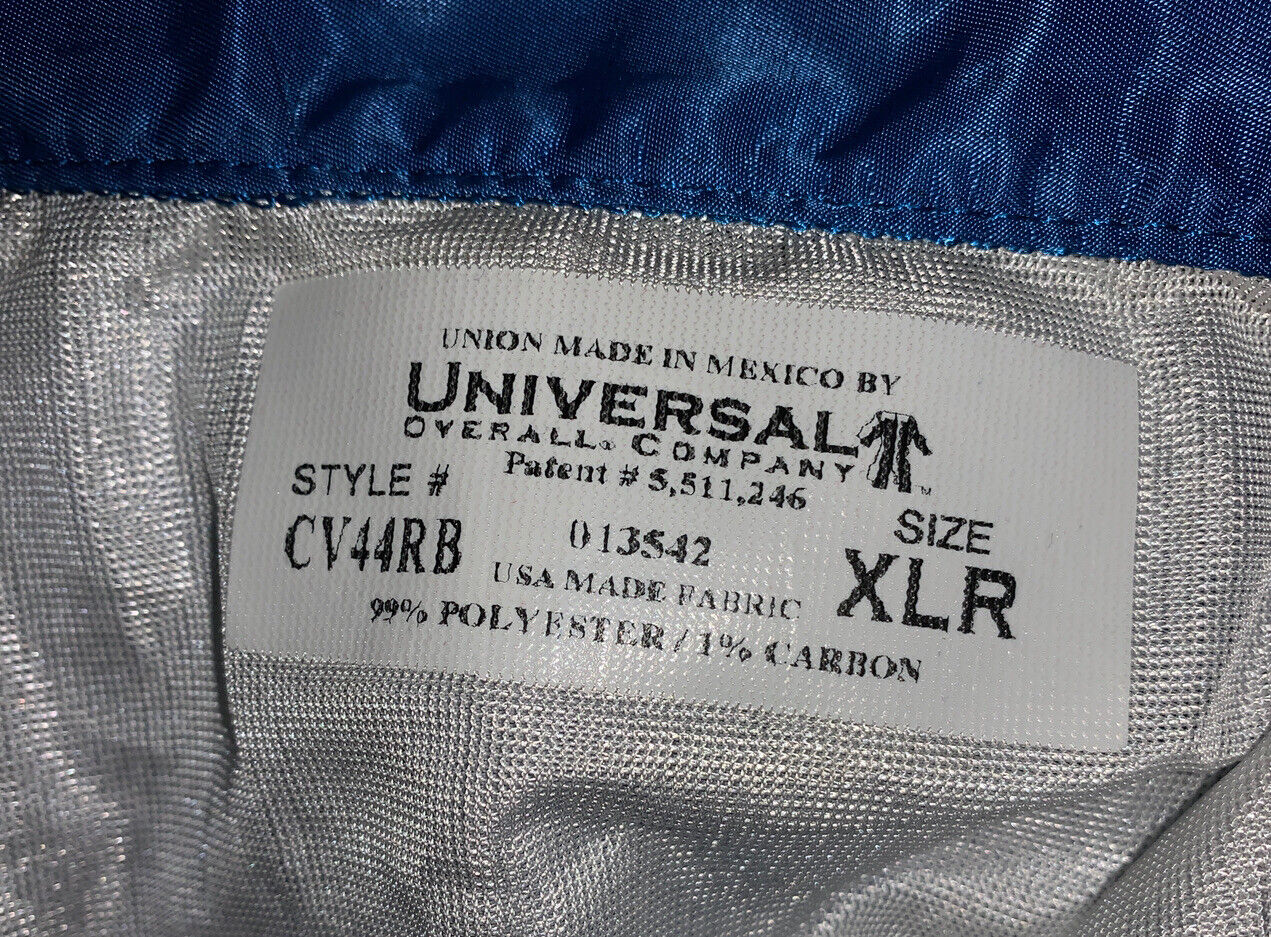 UNION MADE IN MEXICO BY
UNIVERSAL
OVERALL® COMPANY
™
Patent # 5,511,246
STYLE #
CV44RB
013542
USA MADE FABRIC
99% POLYESTER / 1% CARBON
SIZE
XLR